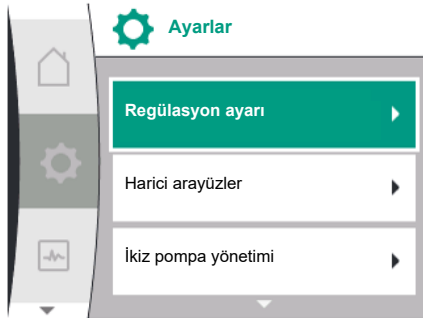 Ayarlar
Regülasyon ayarı
Harici arayüzler
İkiz pompa yönetimi